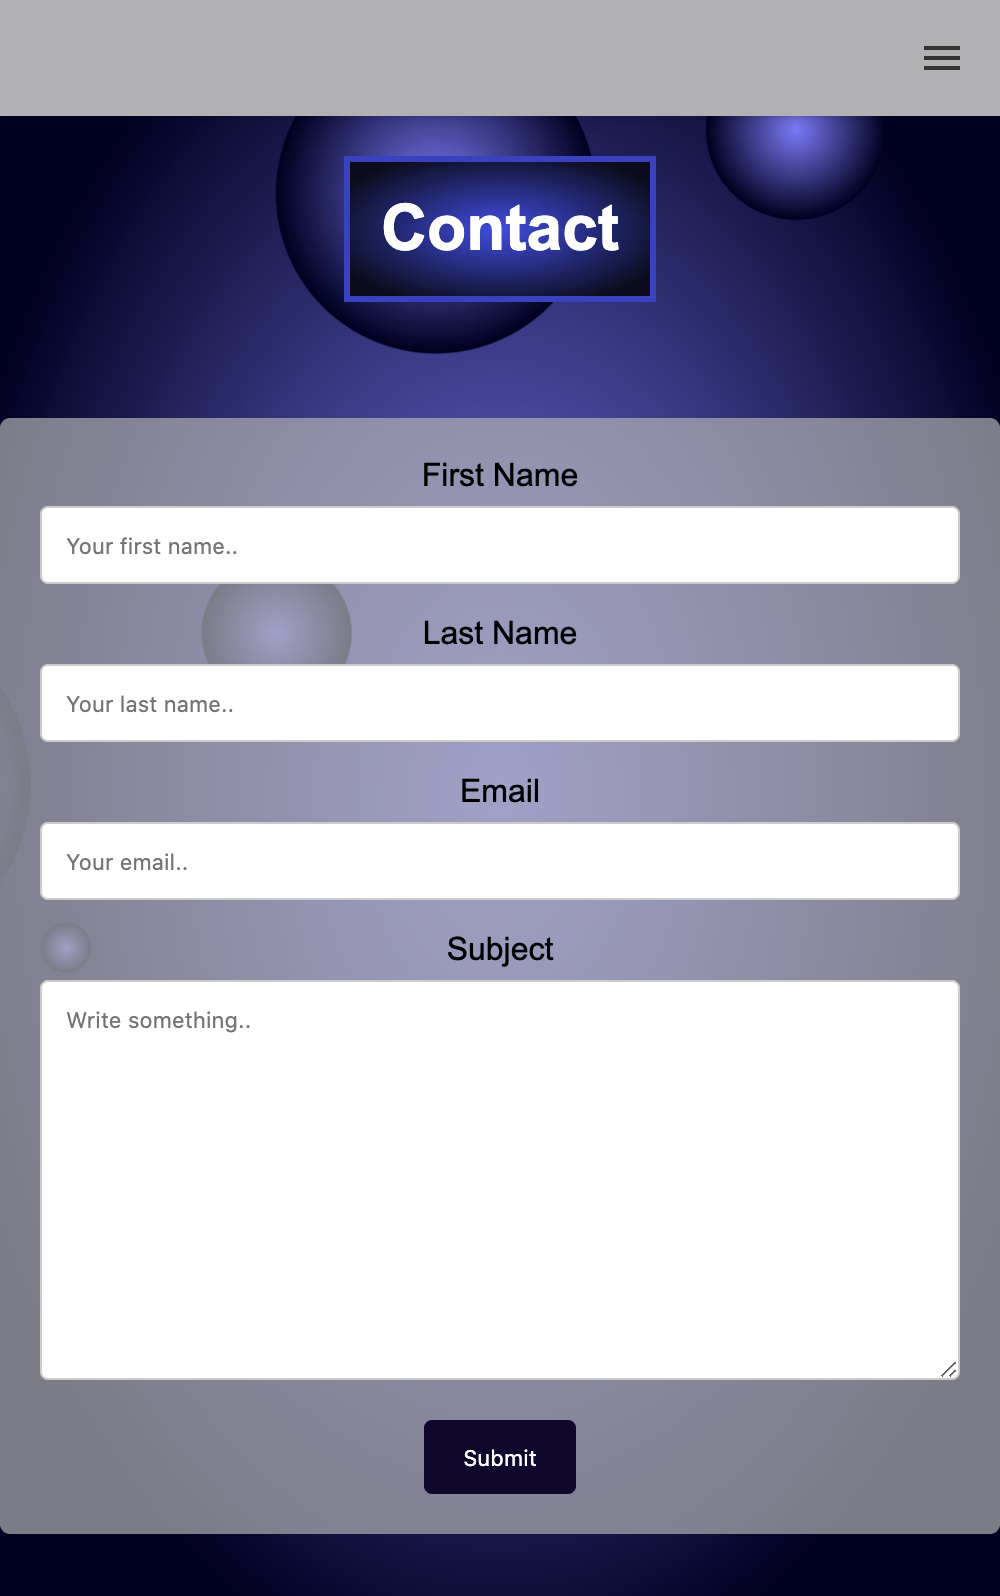 Contact
First Name
Your first name..
Last Name
Your last name..
Email
Your email..
Subject
Write something..
Submit